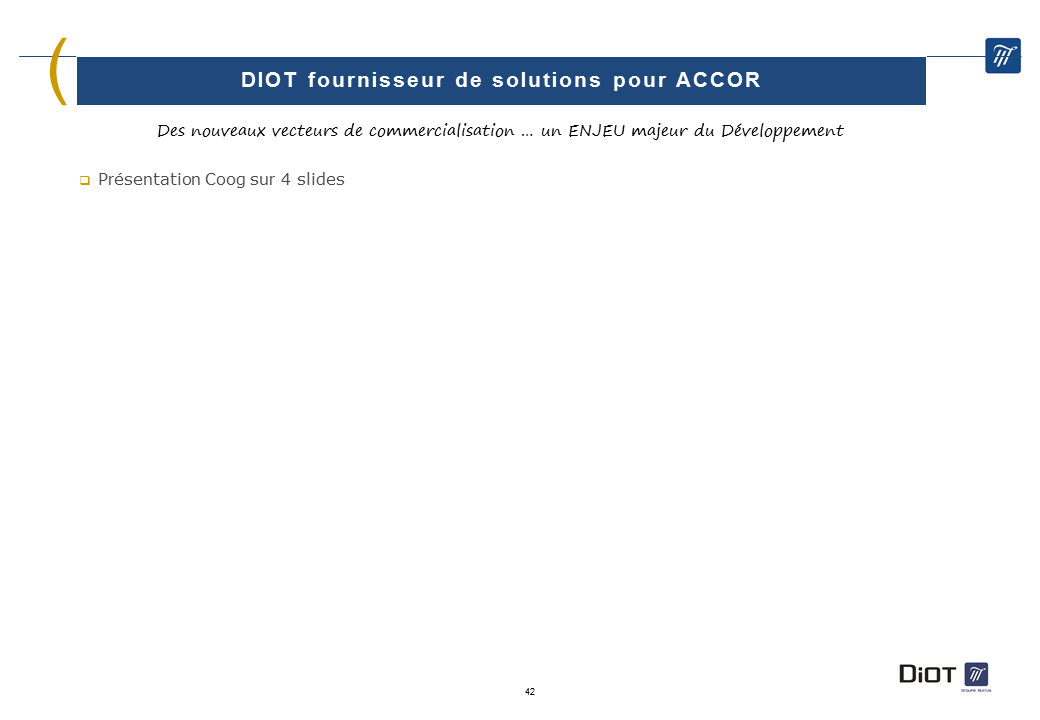 DIOT fournisseur de solutions pour ACCOR
Des nouveaux vecteurs de commercialisation ... un ENJEU majeur du Développement
Présentation Coog sur 4 slides
DiOT
Groupe Burrus
42